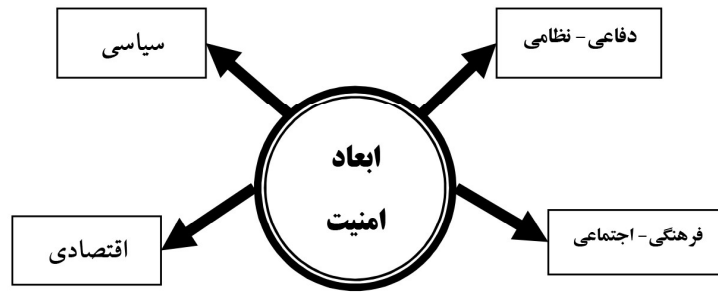 دفاعی- نظامی
سیاسی
ابعاد
امنیت
فرهنگی- اجتماعی
اقتصادی